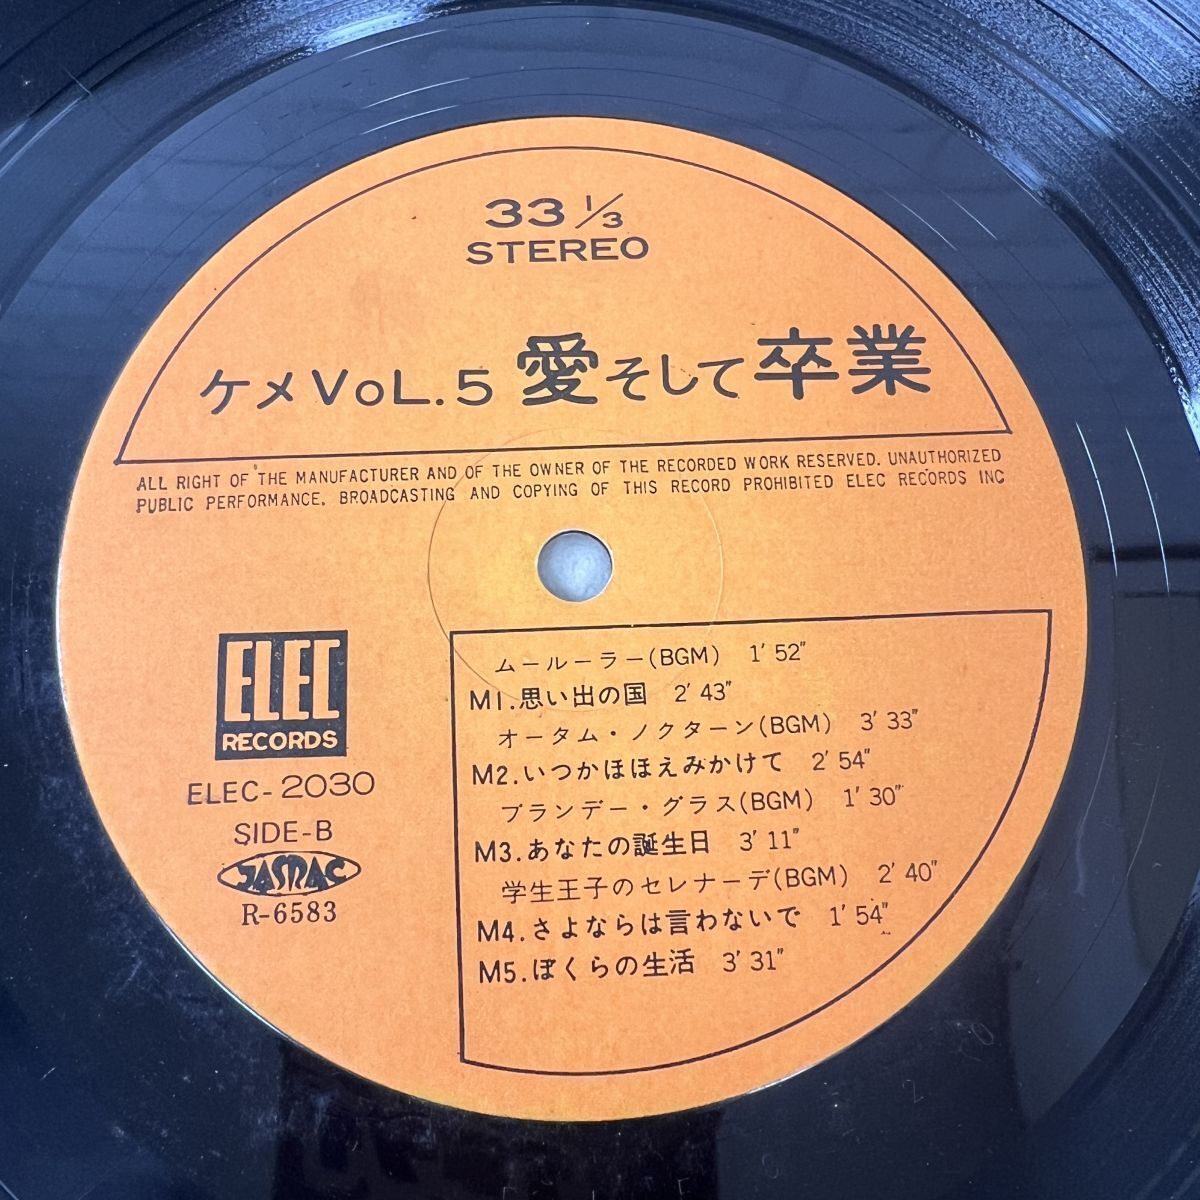 33 1/3
STEREO
ケメVoL.5 愛そして卒業
ALL RIGHT OF THE MANUFACTURER AND OF THE OWNER OF THE RECORDED WORK RESERVED. UNAUTHORIZED
PUBLIC PERFORMANCE. BROADCASTING AND COPYING OF THIS RECORD PROHIBITED ELEC RECORDS INC
ELEC
RECORDS
ELEC-2030
SIDE-B
JASRAC
R-6583
ムールーラー(BGM) 1′52″
M1.思い出の国 2′43″
オータム・ノクターン(BGM) 3′33″
M2.いつかほほえみかけて 2′54″
ブランデー・グラス(BGM) 1′30″
M3.あなたの誕生日 3′11″
学生王子のセレナーデ(BGM) 2′40″
M4.さよならは言わないで 1′54″
M5.ぼくらの生活 3′31″